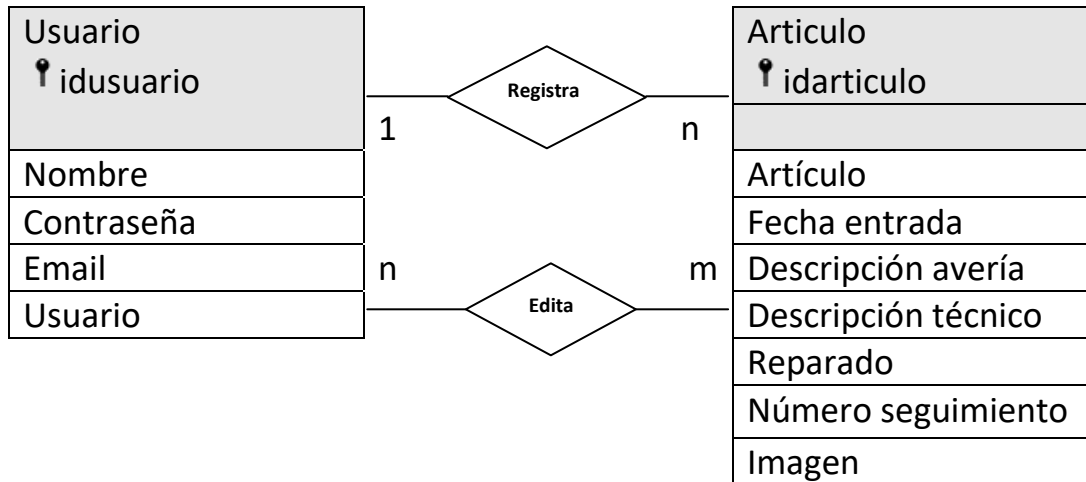 Usuario
idusuario
Nombre
Contraseña
Email
Usuario
Registra
1
n
Edita
n
m
Articulo
idarticulo
Artículo
Fecha entrada
Descripción avería
Descripción técnico
Reparado
Número seguimiento
Imagen